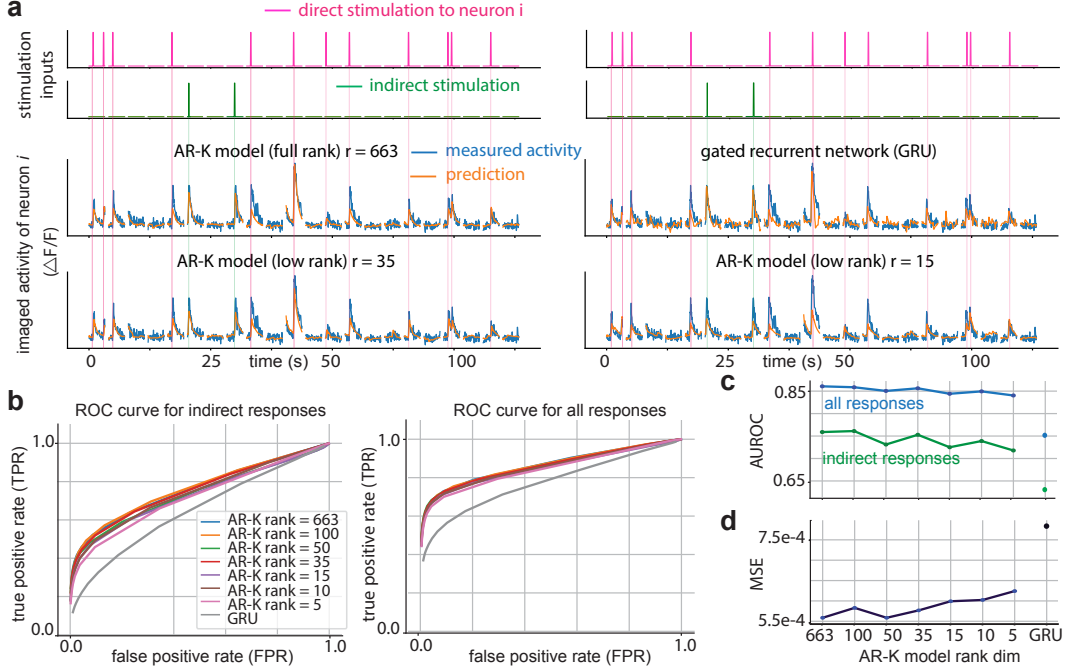 a
direct stimulation to neuron i
stimulation
inputs
indirect stimulation
AR-K model (full rank) r = 663
measured activity
prediction
gated recurrent network (GRU)
imaged activity of neuron i
(△F/F)
AR-K model (low rank) r = 35
AR-K model (low rank) r = 15
0 25 time (s) 50 100
0 25 time (s) 50 100
b
ROC curve for indirect responses
true positive rate (TPR)
1.0
0.0
AR-K rank = 663
AR-K rank = 100
AR-K rank = 50
AR-K rank = 35
AR-K rank = 15
AR-K rank = 10
AR-K rank = 5
GRU
0.0 1.0
false positive rate (FPR)
ROC curve for all responses
true positive rate (TPR)
1.0
0.0
0.0 1.0
false positive rate (FPR)
c
AUROC
0.85
0.65
all responses
indirect responses
d
MSE
7.5e-4
5.5e-4
663 100 50 35 15 10 5 GRU
AR-K model rank dim